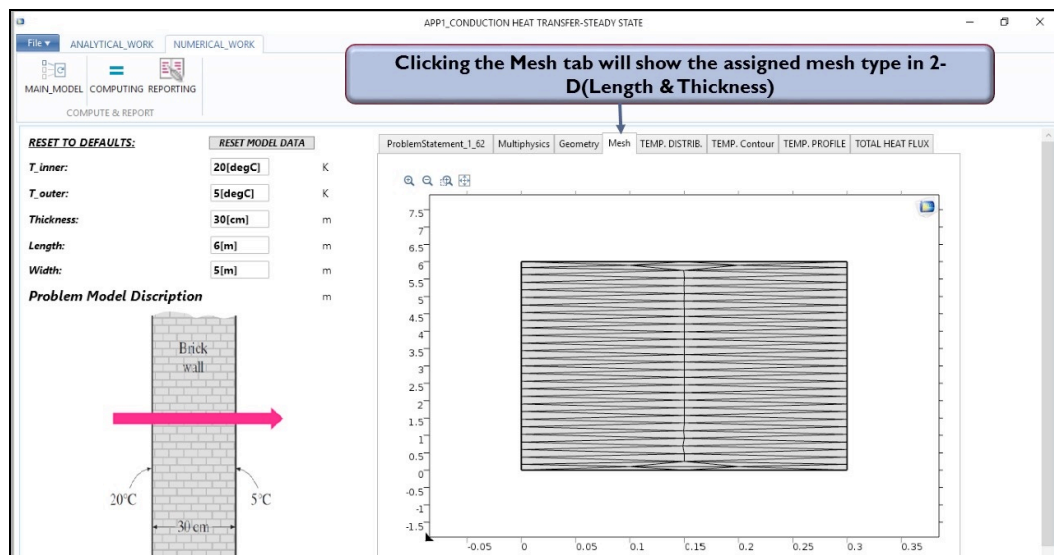 APP1_CONDUCTION HEAT TRANSFER-STEADY STATE
File ANALYTICAL_WORK NUMERICAL_WORK
MAIN_MODEL COMPUTING REPORTING
COMPUTE & REPORT
Clicking the Mesh tab will show the assigned mesh type in 2-
D(Length & Thickness)
RESET TO DEFAULTS: RESET MODEL DATA
T_inner: 20[degC] K
T_outer: 5[degC] K
Thickness: 30[cm] m
Length: 6[m] m
Width: 5[m] m
Problem Model Discription m
Brick
wall
20°C 5°C
30 cm
ProblemStatement_1_62 Multiphysics Geometry Mesh TEMP. DISTRIB. TEMP. Contour TEMP. PROFILE TOTAL HEAT FLUX
7.5
7
6.5
6
5.5
5
4.5
4
3.5
3
2.5
2
1.5
1
0.5
0
-0.5
-1
-1.5
-0.05 0 0.05 0.1 0.15 0.2 0.25 0.3 0.35